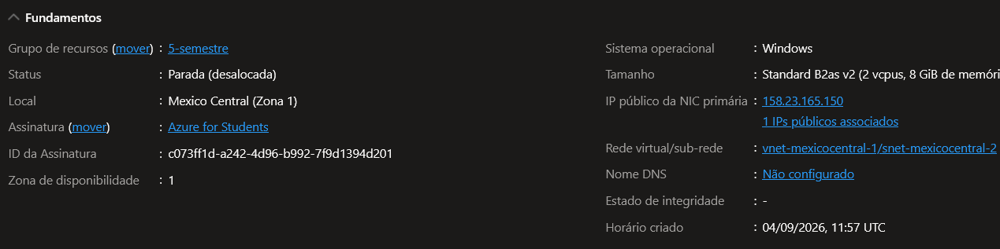 Fundamentos
Grupo de recursos (mover) : 5-semestre
Status : Parada (desalocada)
Local : Mexico Central (Zona 1)
Assinatura (mover) : Azure for Students
ID da Assinatura : c073ff1d-a242-4d96-b992-7f9d1394d201
Zona de disponibilidade : 1
Sistema operacional : Windows
Tamanho : Standard B2as v2 (2 vcpus, 8 GiB de memóri
IP público da NIC primária : 158.23.165.150
1 IPs públicos associados
Rede virtual/sub-rede : vnet-mexicocentral-1/snet-mexicocentral-2
Nome DNS : Não configurado
Estado de integridade : -
Horário criado : 04/09/2026, 11:57 UTC